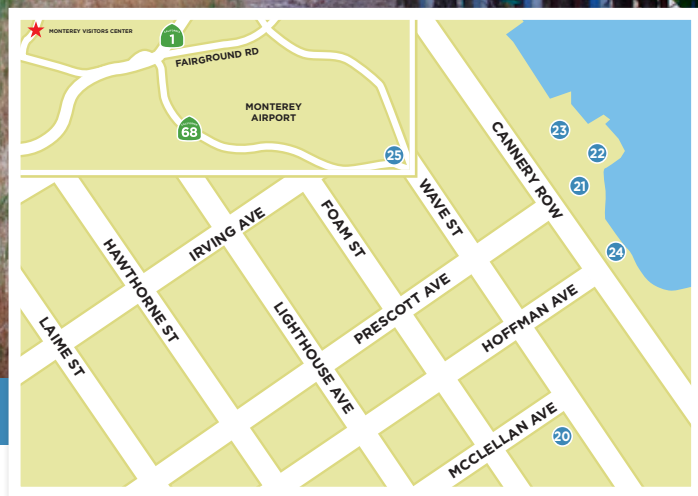 MONTEREY VISITORS CENTER
1
FAIRGROUND RD
MONTEREY
AIRPORT
68
25
CANNERY ROW
23
22
21
24
WAVE ST
FOAM ST
IRVING AVE
HAWTHORNE ST
LIGHTHOUSE AVE
PRESCOTT AVE
HOFFMAN AVE
LAIME ST
MCCLELLAN AVE
20